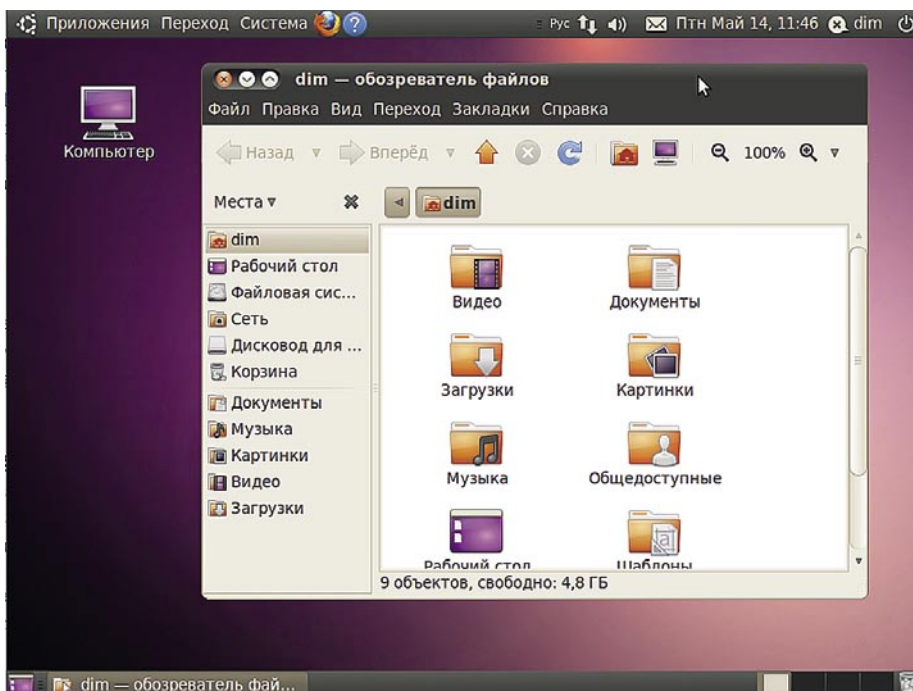 Приложения Переход Система Рус Птн Май 14, 11:46 dim
Компьютер
dim — обозреватель файлов
Файл Правка Вид Переход Закладки Справка
Назад Вперёд 100%
Места dim
dim
Рабочий стол
Файловая сис...
Сеть
Дисковод для ...
Корзина
Документы
Музыка
Картинки
Видео
Загрузки
Видео Документы
Загрузки Картинки
Музыка Общедоступные
Рабочий стол Шаблоны
9 объектов, свободно: 4,8 ГБ
dim — обозреватель фай...